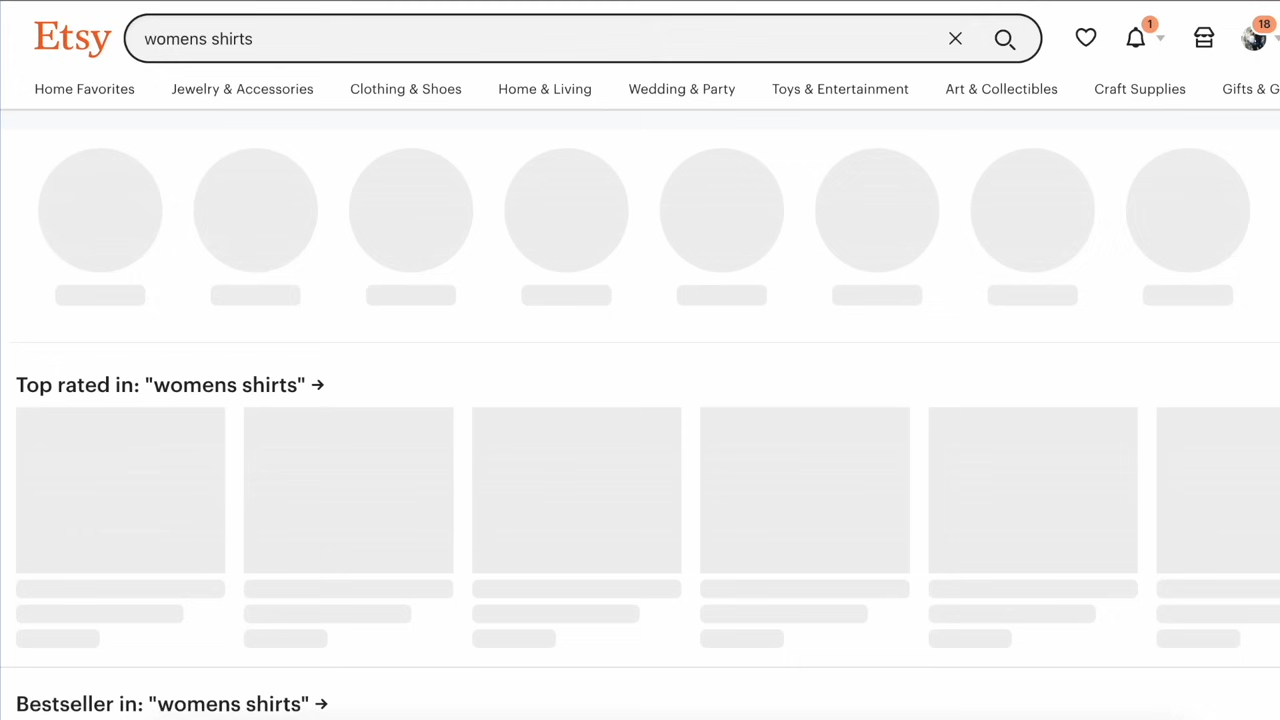 Etsy
womens shirts
1
18
Home Favorites Jewelry & Accessories Clothing & Shoes Home & Living Wedding & Party Toys & Entertainment Art & Collectibles Craft Supplies Gifts & G
Top rated in: "womens shirts" →
Bestseller in: "womens shirts" →